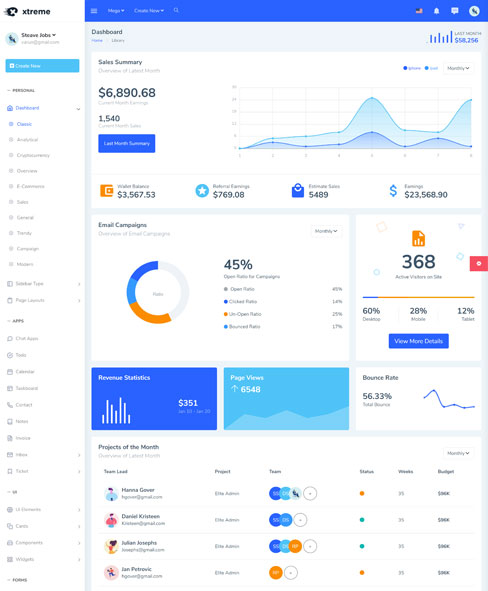 xtreme
Mega
Create New
Steave Jobs
varun@gmail.com
Create New
PERSONAL
Dashboard
Classic
Analytical
Cryptocurrency
Overview
E-Commerce
Sales
General
Trendy
Campaign
Modern
Sidebar Type
Page Layouts
APPS
Chat Apps
Todo
Calendar
Taskboard
Contact
Notes
Invoice
Inbox
Ticket
UI
UI Elements
Cards
Components
Widgets
FORMS
Dashboard
Home
Library
LAST MONTH
$58,256
Sales Summary
Overview of Latest Month
Iphone
Ipad
Monthly
$6,890.68
Current Month Earnings
1,540
Current Month Sales
Last Month Summary
1 2 3 4 5 6 7 8
Wallet Balance
$3,567.53
Referral Earnings
$769.08
Estimate Sales
5489
Earnings
$23,568.90
Email Campaigns
Overview of Email Campaigns
Monthly
Ratio
45%
Open Ratio for Campaigns
Open Ratio 45%
Clicked Ratio 14%
Un-Open Ratio 25%
Bounced Ratio 17%
368
Active Visitors on Site
60% 28% 12%
Desktop Mobile Tablet
View More Details
Revenue Statistics
$351
Jan 10 - Jan 20
Page Views
6548
Bounce Rate
56.33%
Total Bounce
Projects of the Month
Overview of Latest Month
Monthly
Team Lead Project Team Status Weeks Budget
Hanna Gover
hgover@gmail.com
Elite Admin SS DS + 35 $96K
Daniel Kristeen
Kristeen@gmail.com
Elite Admin SS DS + 35 $96K
Julian Josephs
Josephs@gmail.com
Elite Admin SS DS RP + 35 $96K
Jan Petrovic
hgover@gmail.com
Elite Admin RP + 35 $96K